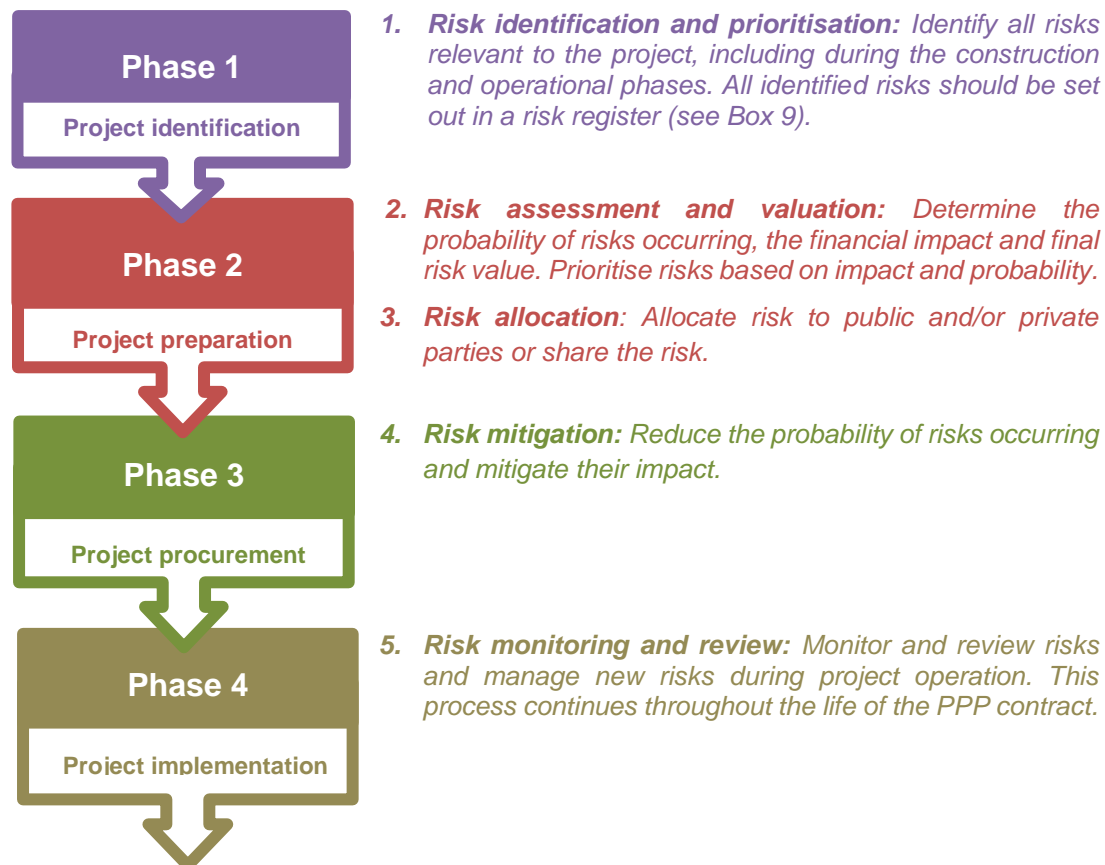 Phase 1
Project identification
1. Risk identification and prioritisation: Identify all risks
relevant to the project, including during the construction
and operational phases. All identified risks should be set
out in a risk register (see Box 9).
Phase 2
Project preparation
2. Risk assessment and valuation: Determine the
probability of risks occurring, the financial impact and final
risk value. Prioritise risks based on impact and probability.
3. Risk allocation: Allocate risk to public and/or private
parties or share the risk.
Phase 3
Project procurement
4. Risk mitigation: Reduce the probability of risks occurring
and mitigate their impact.
Phase 4
Project implementation
5. Risk monitoring and review: Monitor and review risks
and manage new risks during project operation. This
process continues throughout the life of the PPP contract.